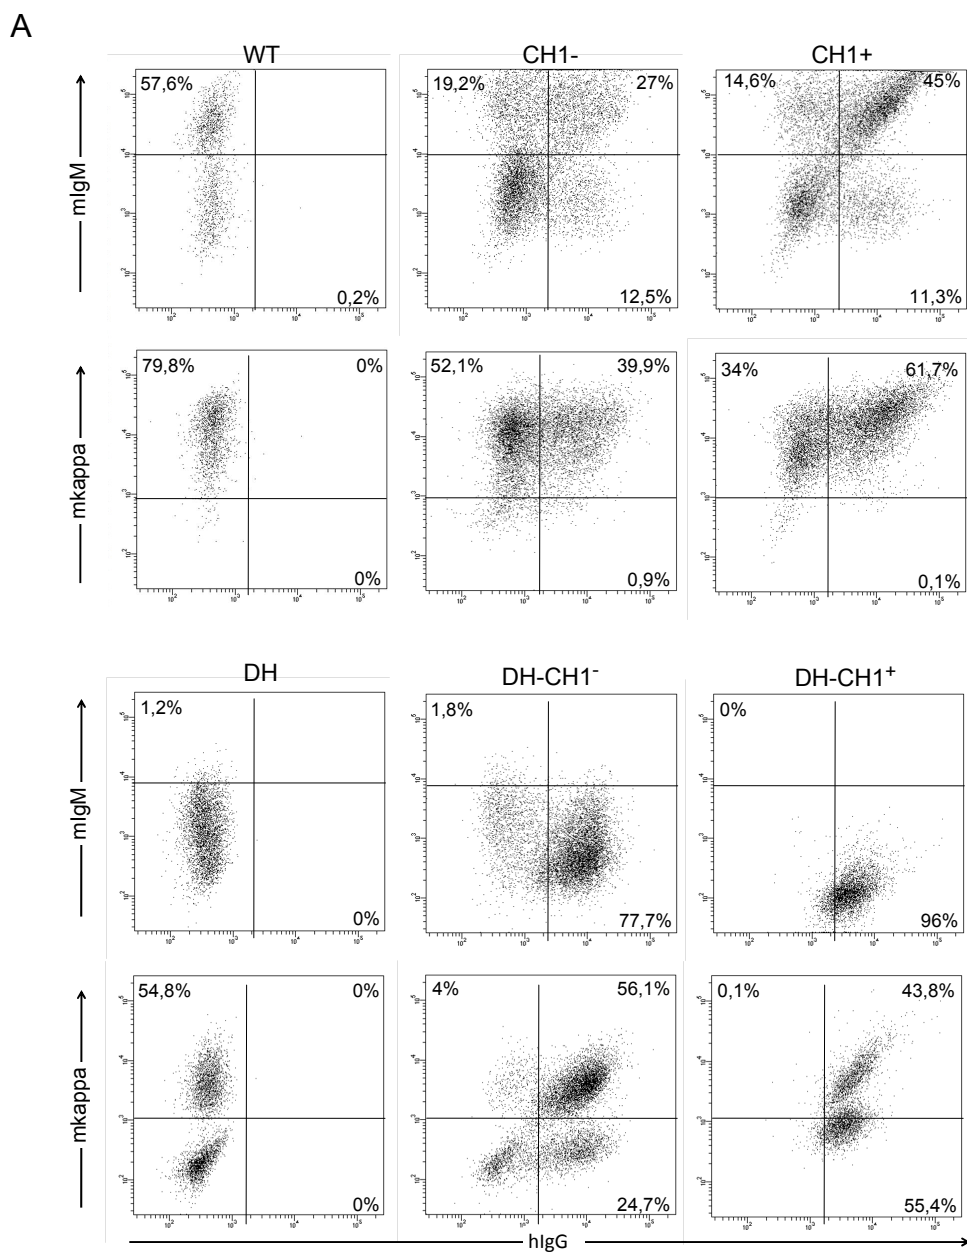 A
WT CH1- CH1+
57,6% 19,2% 27% 14,6% 45%
mIgM
0,2% 12,5% 11,3%
79,8% 0% 52,1% 39,9% 34% 61,7%
mkappa
0% 0,9% 0,1%
DH DH-CH1⁻ DH-CH1⁺
1,2% 1,8% 0%
mIgM
0% 77,7% 96%
54,8% 0% 4% 56,1% 0,1% 43,8%
mkappa
0% 24,7% 55,4%
hIgG